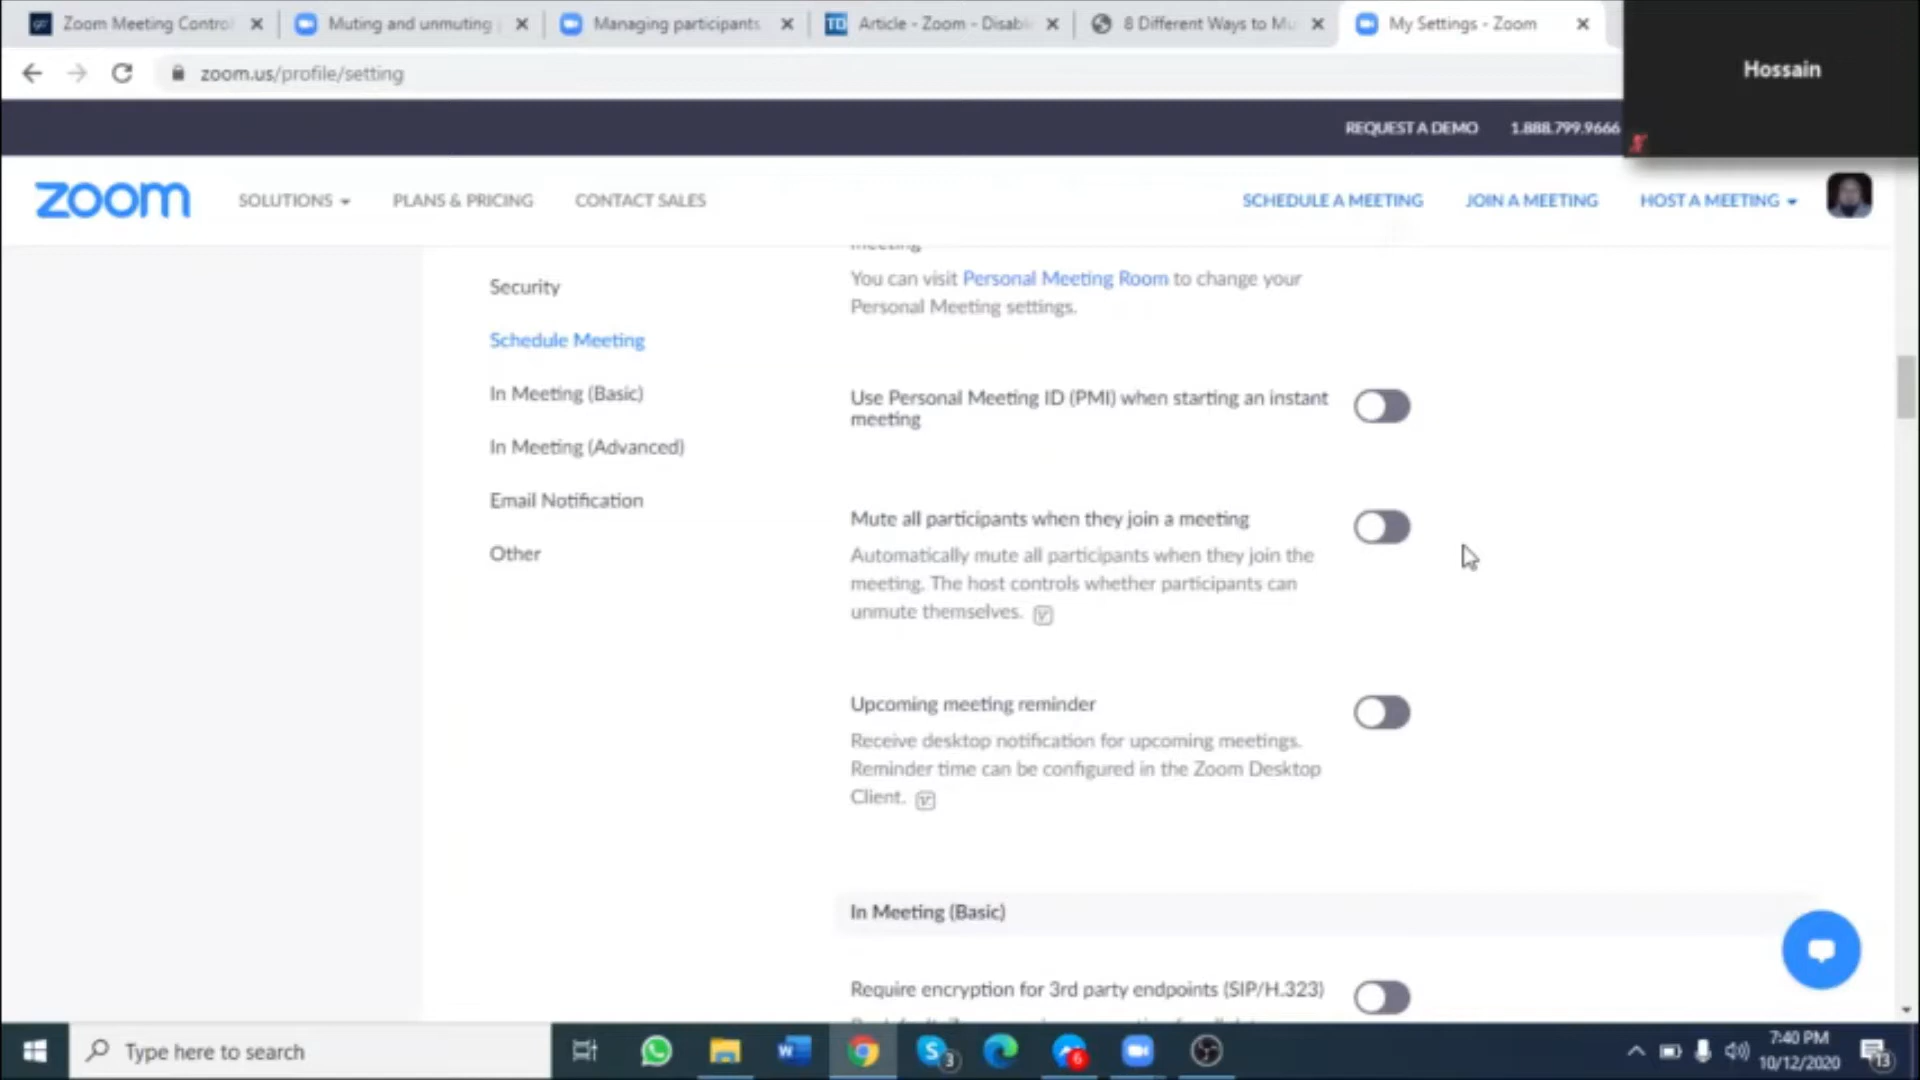 Zoom Meeting Control
Muting and unmuting
Managing participants
TD Article - Zoom - Disabl
8 Different Ways to Mu
My Settings - Zoom
Hossain
zoom.us/profile/setting
REQUEST A DEMO 1.888.799.9666
zoom SOLUTIONS PLANS & PRICING CONTACT SALES SCHEDULE A MEETING JOIN A MEETING HOST A MEETING
Security
Schedule Meeting
In Meeting (Basic)
In Meeting (Advanced)
Email Notification
Other
meeting
You can visit Personal Meeting Room to change your
Personal Meeting settings.
Use Personal Meeting ID (PMI) when starting an instant
meeting
Mute all participants when they join a meeting
Automatically mute all participants when they join the
meeting. The host controls whether participants can
unmute themselves.
Upcoming meeting reminder
Receive desktop notification for upcoming meetings.
Reminder time can be configured in the Zoom Desktop
Client.
In Meeting (Basic)
Require encryption for 3rd party endpoints (SIP/H.323)
Type here to search
3
6
7:40 PM
10/12/2020
13